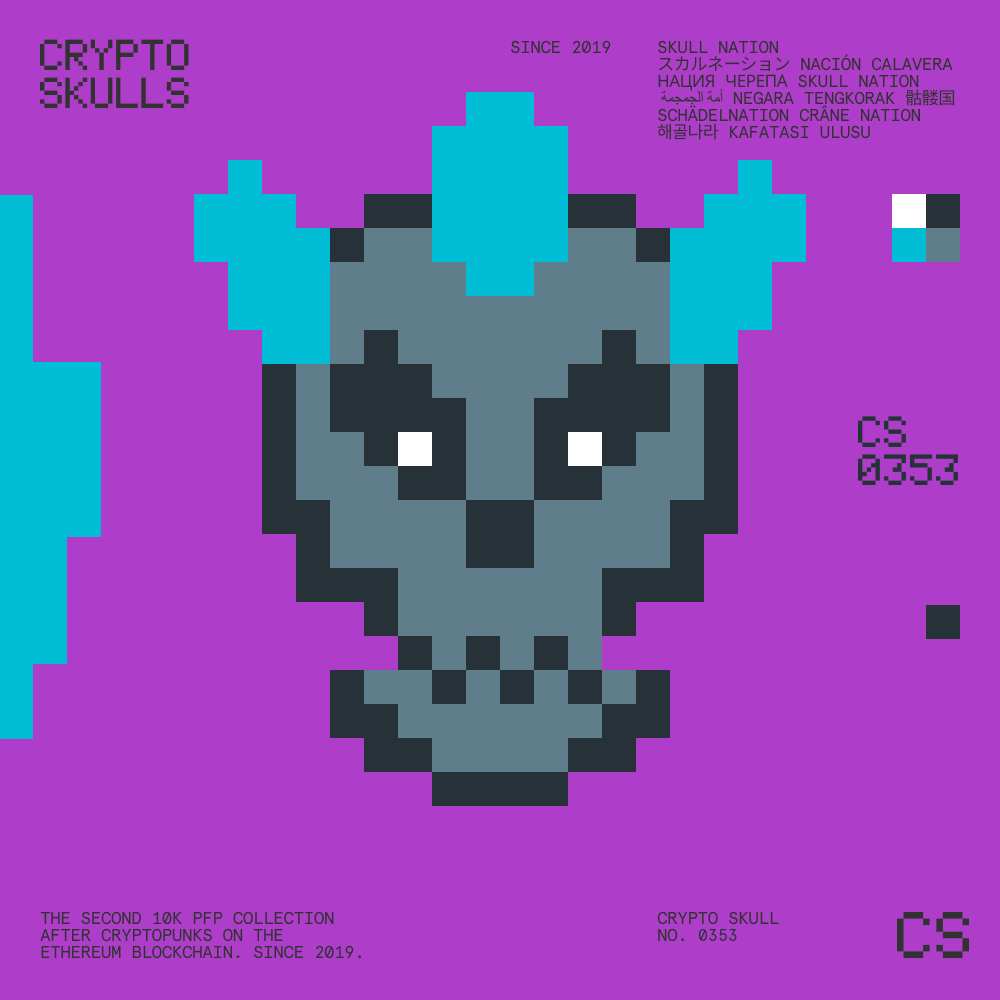 CRYPTO
SKULLS
SINCE 2019
SKULL NATION
スカルネーション NACIÓN CALAVERA
НАЦИЯ ЧЕРЕПА SKULL NATION
أمة الجمجمة NEGARA TENGKORAK 骷髅国
SCHÄDELNATION CRÂNE NATION
해골나라 KAFATASI ULUSU
CS
0353
THE SECOND 10K PFP COLLECTION
AFTER CRYPTOPUNKS ON THE
ETHEREUM BLOCKCHAIN. SINCE 2019.
CRYPTO SKULL
NO. 0353
CS